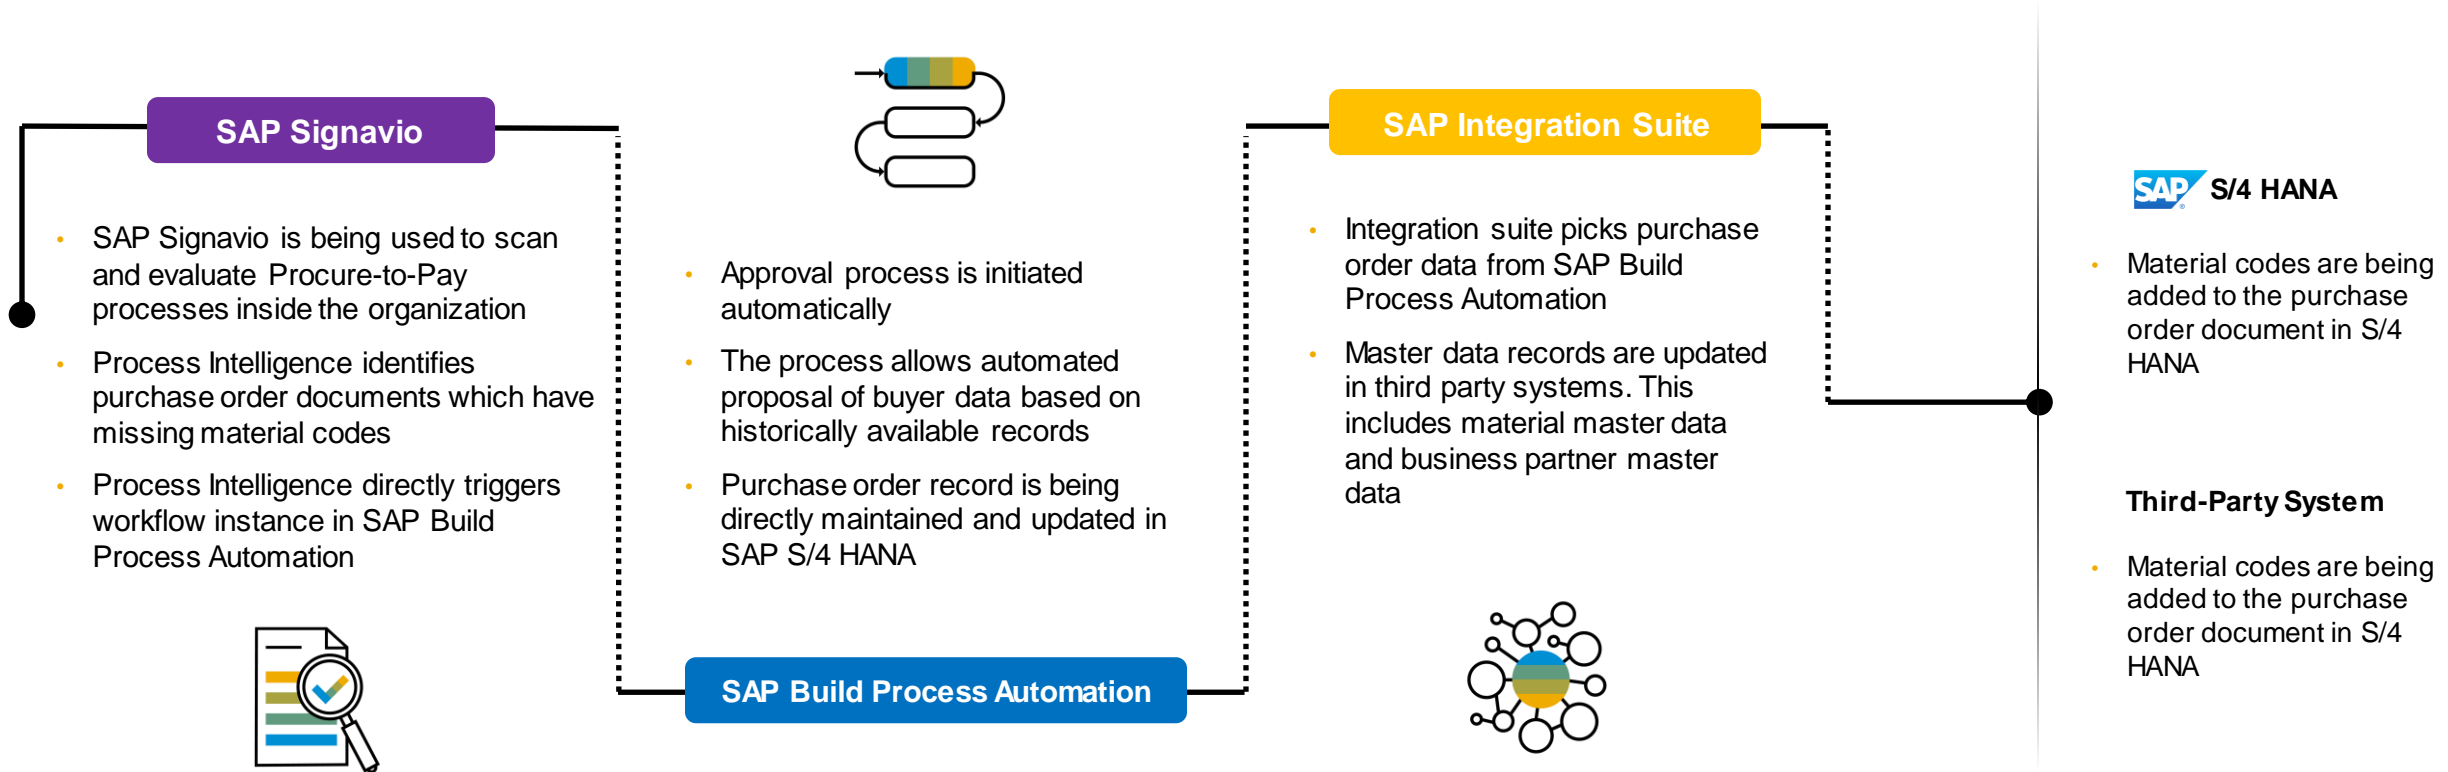 SAP Signavio
• SAP Signavio is being used to scan
and evaluate Procure-to-Pay
processes inside the organization
• Process Intelligence identifies
purchase order documents which have
missing material codes
• Process Intelligence directly triggers
workflow instance in SAP Build
Process Automation
• Approval process is initiated
automatically
• The process allows automated
proposal of buyer data based on
historically available records
• Purchase order record is being
directly maintained and updated in
SAP S/4 HANA
SAP Build Process Automation
SAP Integration Suite
• Integration suite picks purchase
order data from SAP Build
Process Automation
• Master data records are updated
in third party systems. This
includes material master data
and business partner master
data
SAP® S/4 HANA
• Material codes are being
added to the purchase
order document in S/4
HANA
Third-Party System
• Material codes are being
added to the purchase
order document in S/4
HANA